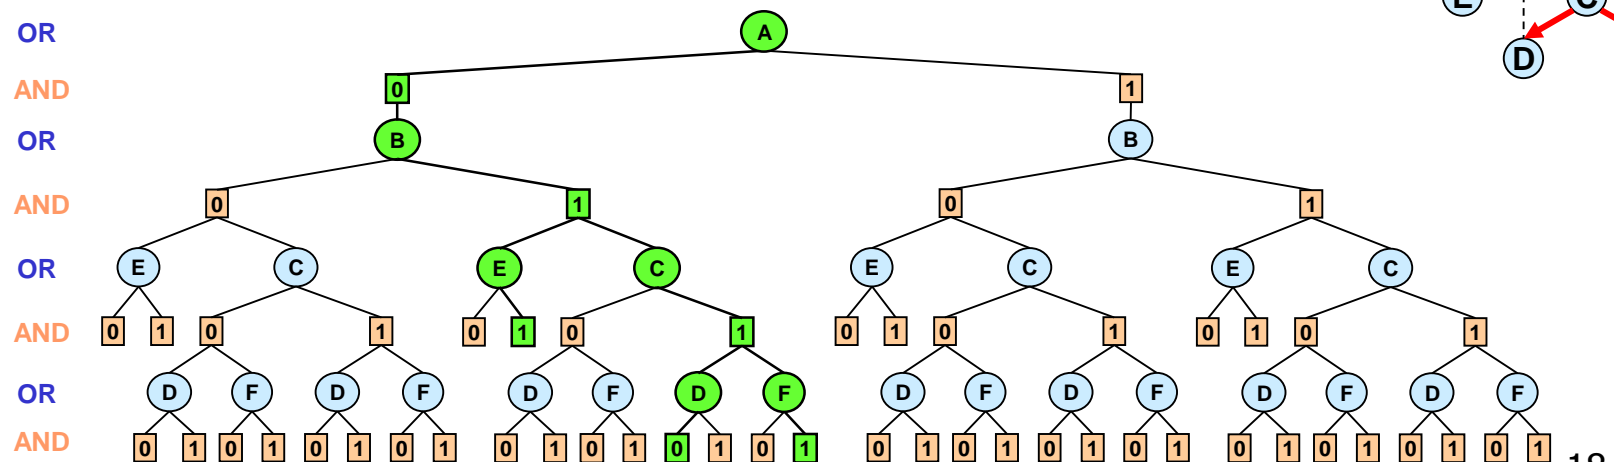 E C
D
OR A
AND 0 1
OR B B
AND 0 1 0 1
OR E C E C E C E C
AND 0 1 0 1 0 1 0 1 0 1 0 1 0 1 0 1
OR D F D F D F D F D F D F D F D F
AND 0 1 0 1 0 1 0 1 0 1 0 1 0 1 0 1 0 1 0 1 0 1 0 1 0 1 0 1 0 1 0 1
18